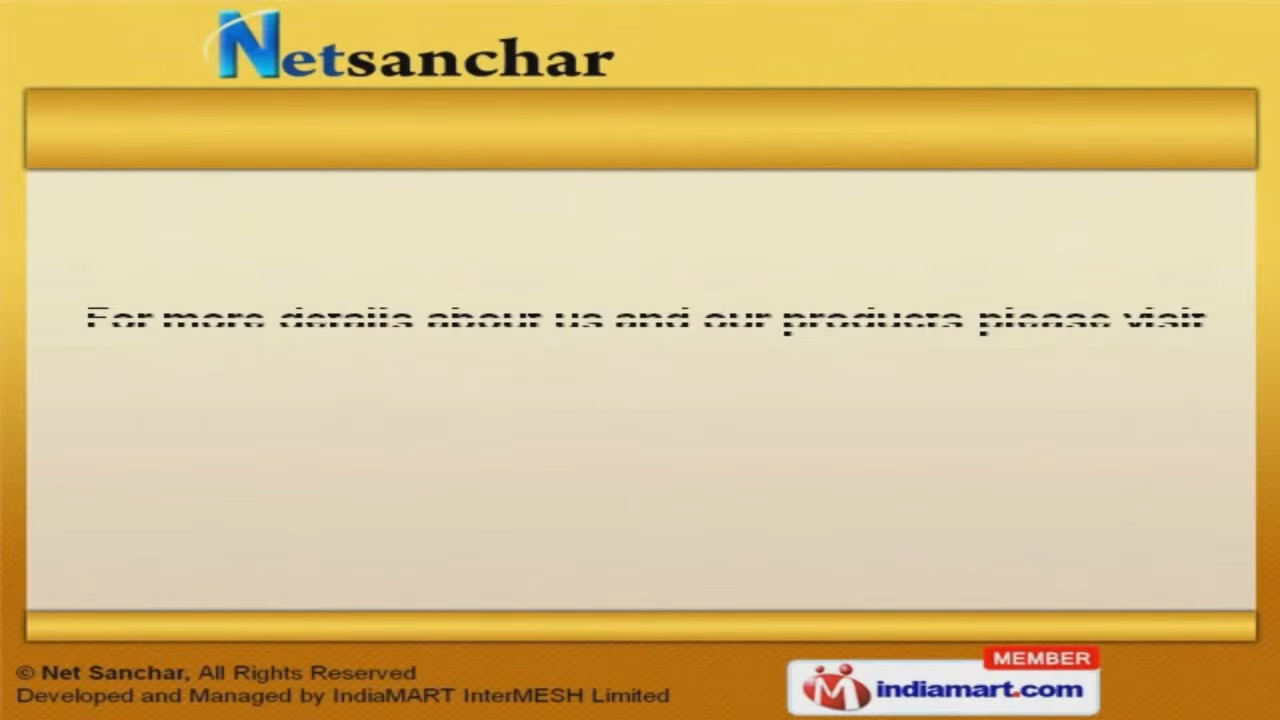 Netsanchar
For more details about us and our products please visit
© Net Sanchar, All Rights Reserved
Developed and Managed by IndiaMART InterMESH Limited
MEMBER
indiamart.com